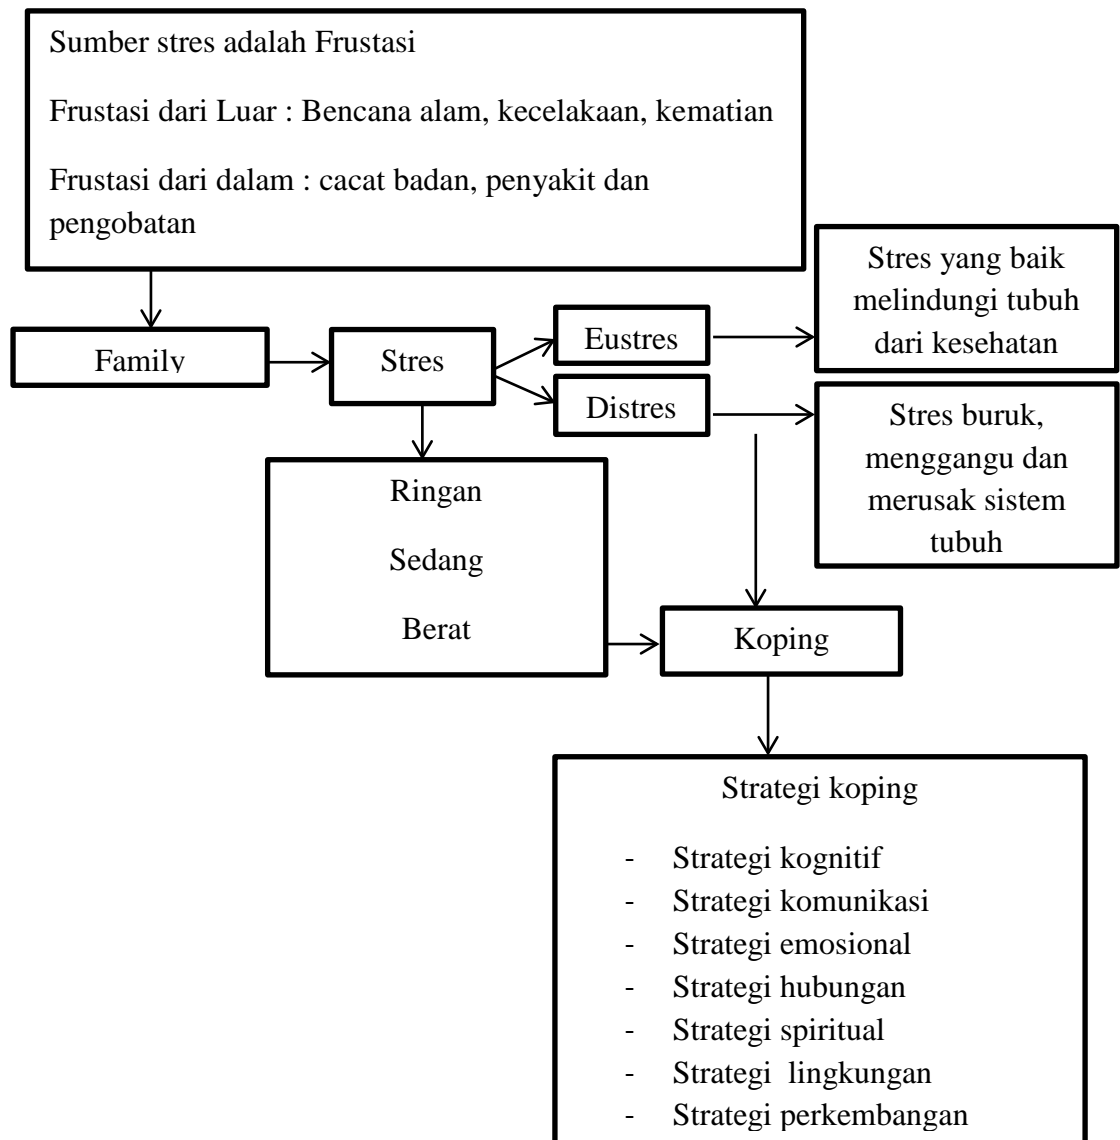 Sumber stres adalah Frustasi
Frustasi dari Luar : Bencana alam, kecelakaan, kematian
Frustasi dari dalam : cacat badan, penyakit dan
pengobatan
Stres yang baik
melindungi tubuh
dari kesehatan
Family
Stres
Eustres
Distres
Stres buruk,
menggangu dan
merusak sistem
tubuh
Ringan
Sedang
Berat
Koping
Strategi koping
- Strategi kognitif
- Strategi komunikasi
- Strategi emosional
- Strategi hubungan
- Strategi spiritual
- Strategi lingkungan
- Strategi perkembangan